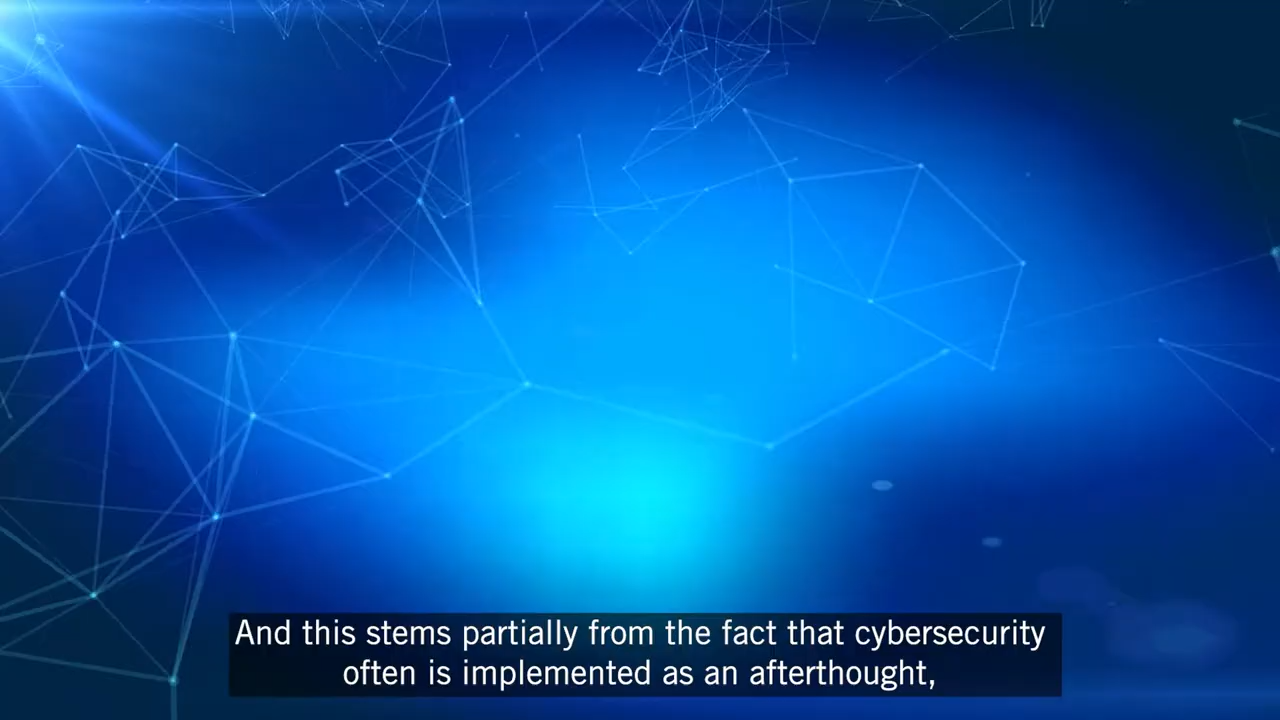 And this stems partially from the fact that cybersecurity
often is implemented as an afterthought,